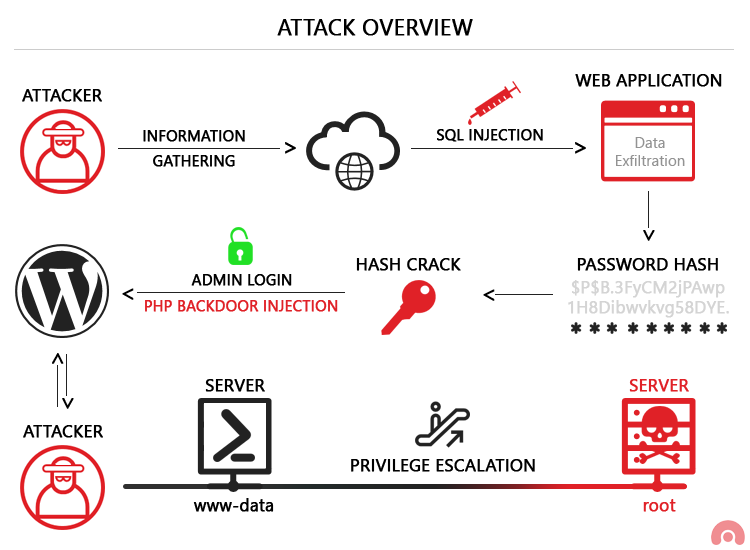 ATTACK OVERVIEW
ATTACKER
INFORMATION
GATHERING
SQL INJECTION
WEB APPLICATION
Data
Exfiltration
PASSWORD HASH
$P$B.3FyCM2jPAwp
1H8Dibwvkvg58DYE.
* * * * * * * * *
HASH CRACK
ADMIN LOGIN
PHP BACKDOOR INJECTION
W
ATTACKER
SERVER
www-data
PRIVILEGE ESCALATION
SERVER
root